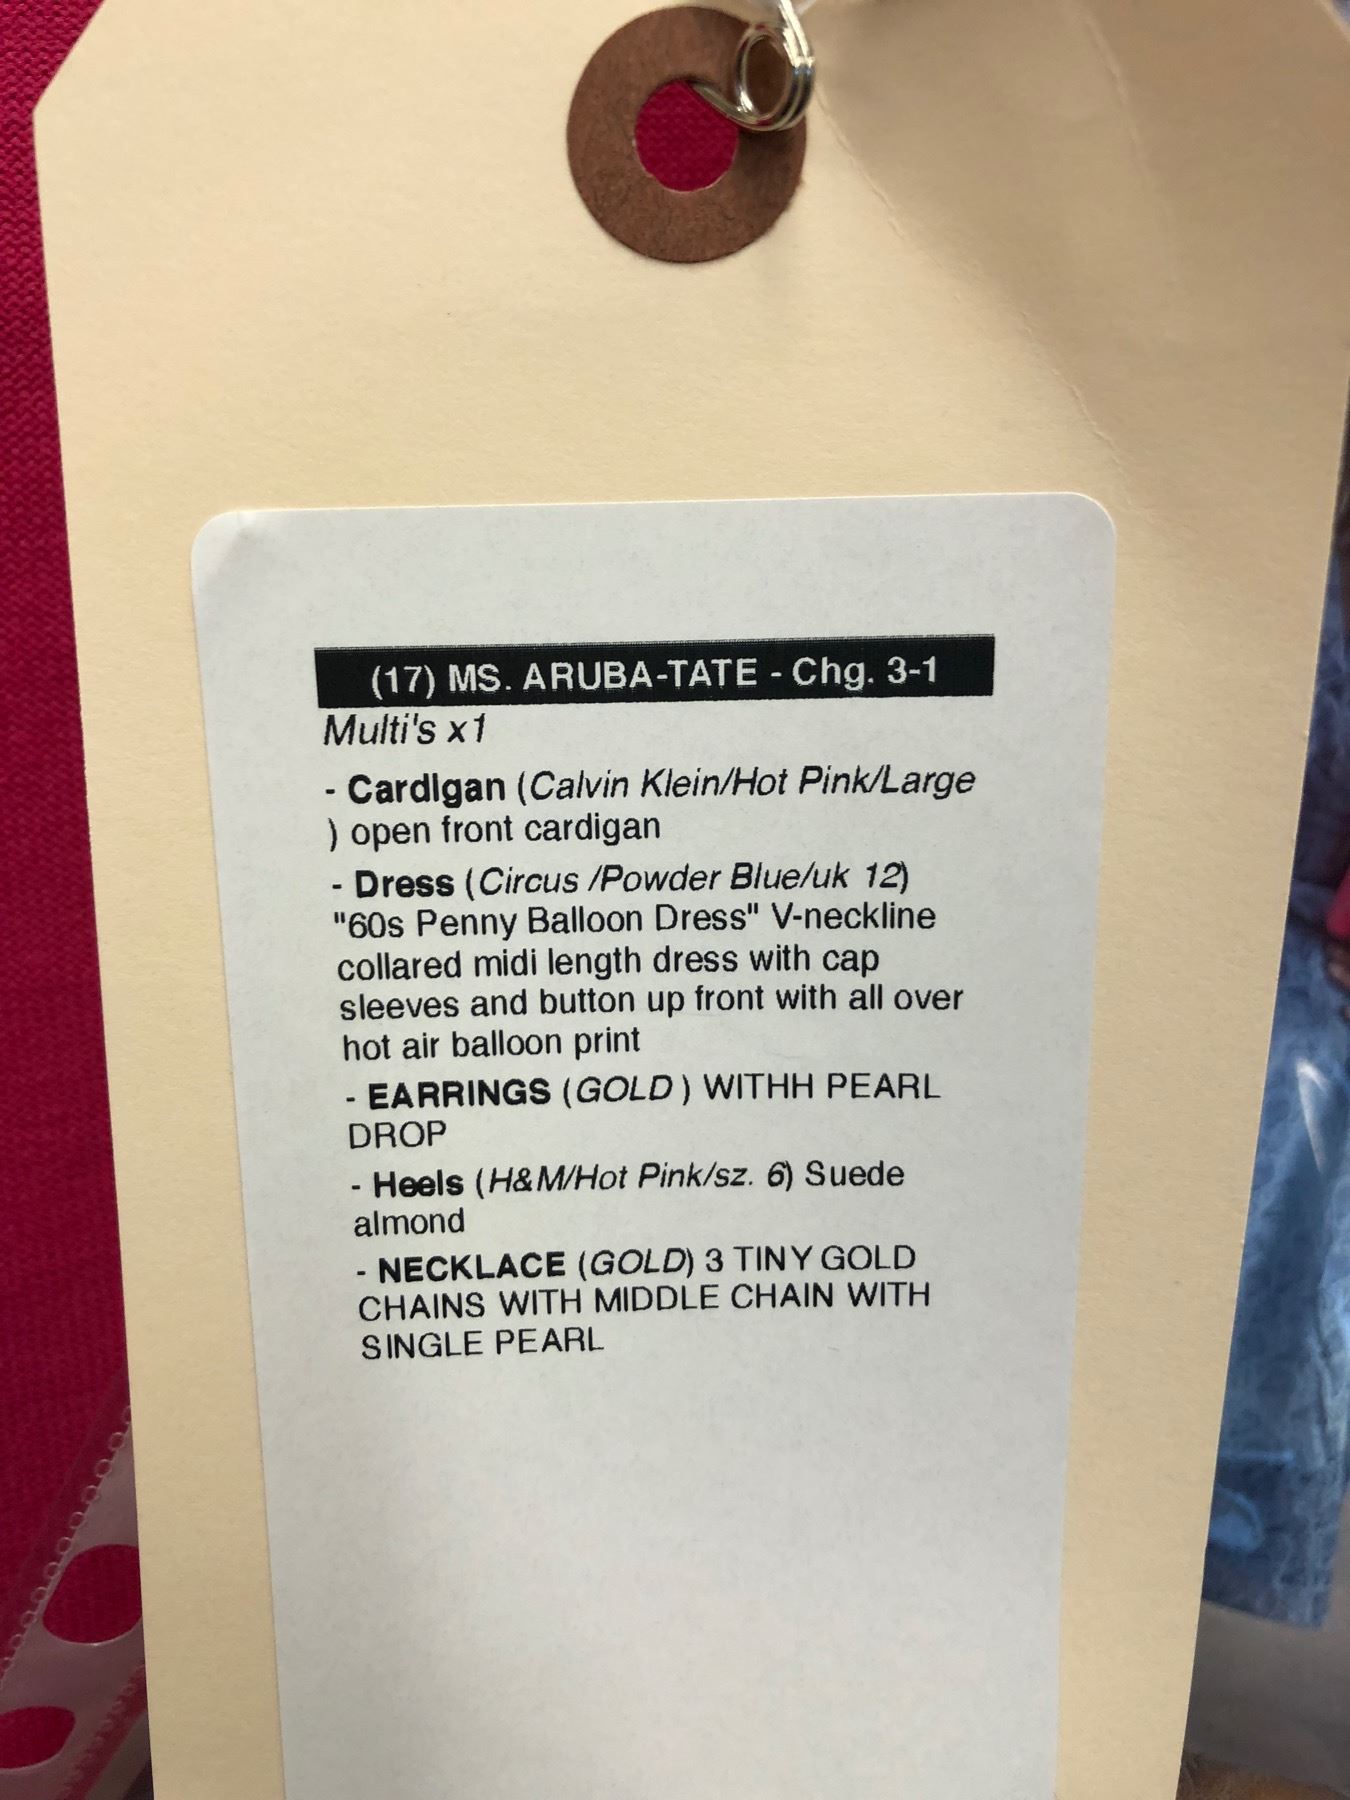 (17) MS. ARUBA-TATE - Chg. 3-1
Multi's x1
- Cardigan (Calvin Klein/Hot Pink/Large
) open front cardigan
- Dress (Circus /Powder Blue/uk 12)
"60s Penny Balloon Dress" V-neckline
collared midi length dress with cap
sleeves and button up front with all over
hot air balloon print
- EARRINGS (GOLD ) WITHH PEARL
DROP
- Heels (H&M/Hot Pink/sz. 6) Suede
almond
- NECKLACE (GOLD) 3 TINY GOLD
CHAINS WITH MIDDLE CHAIN WITH
SINGLE PEARL